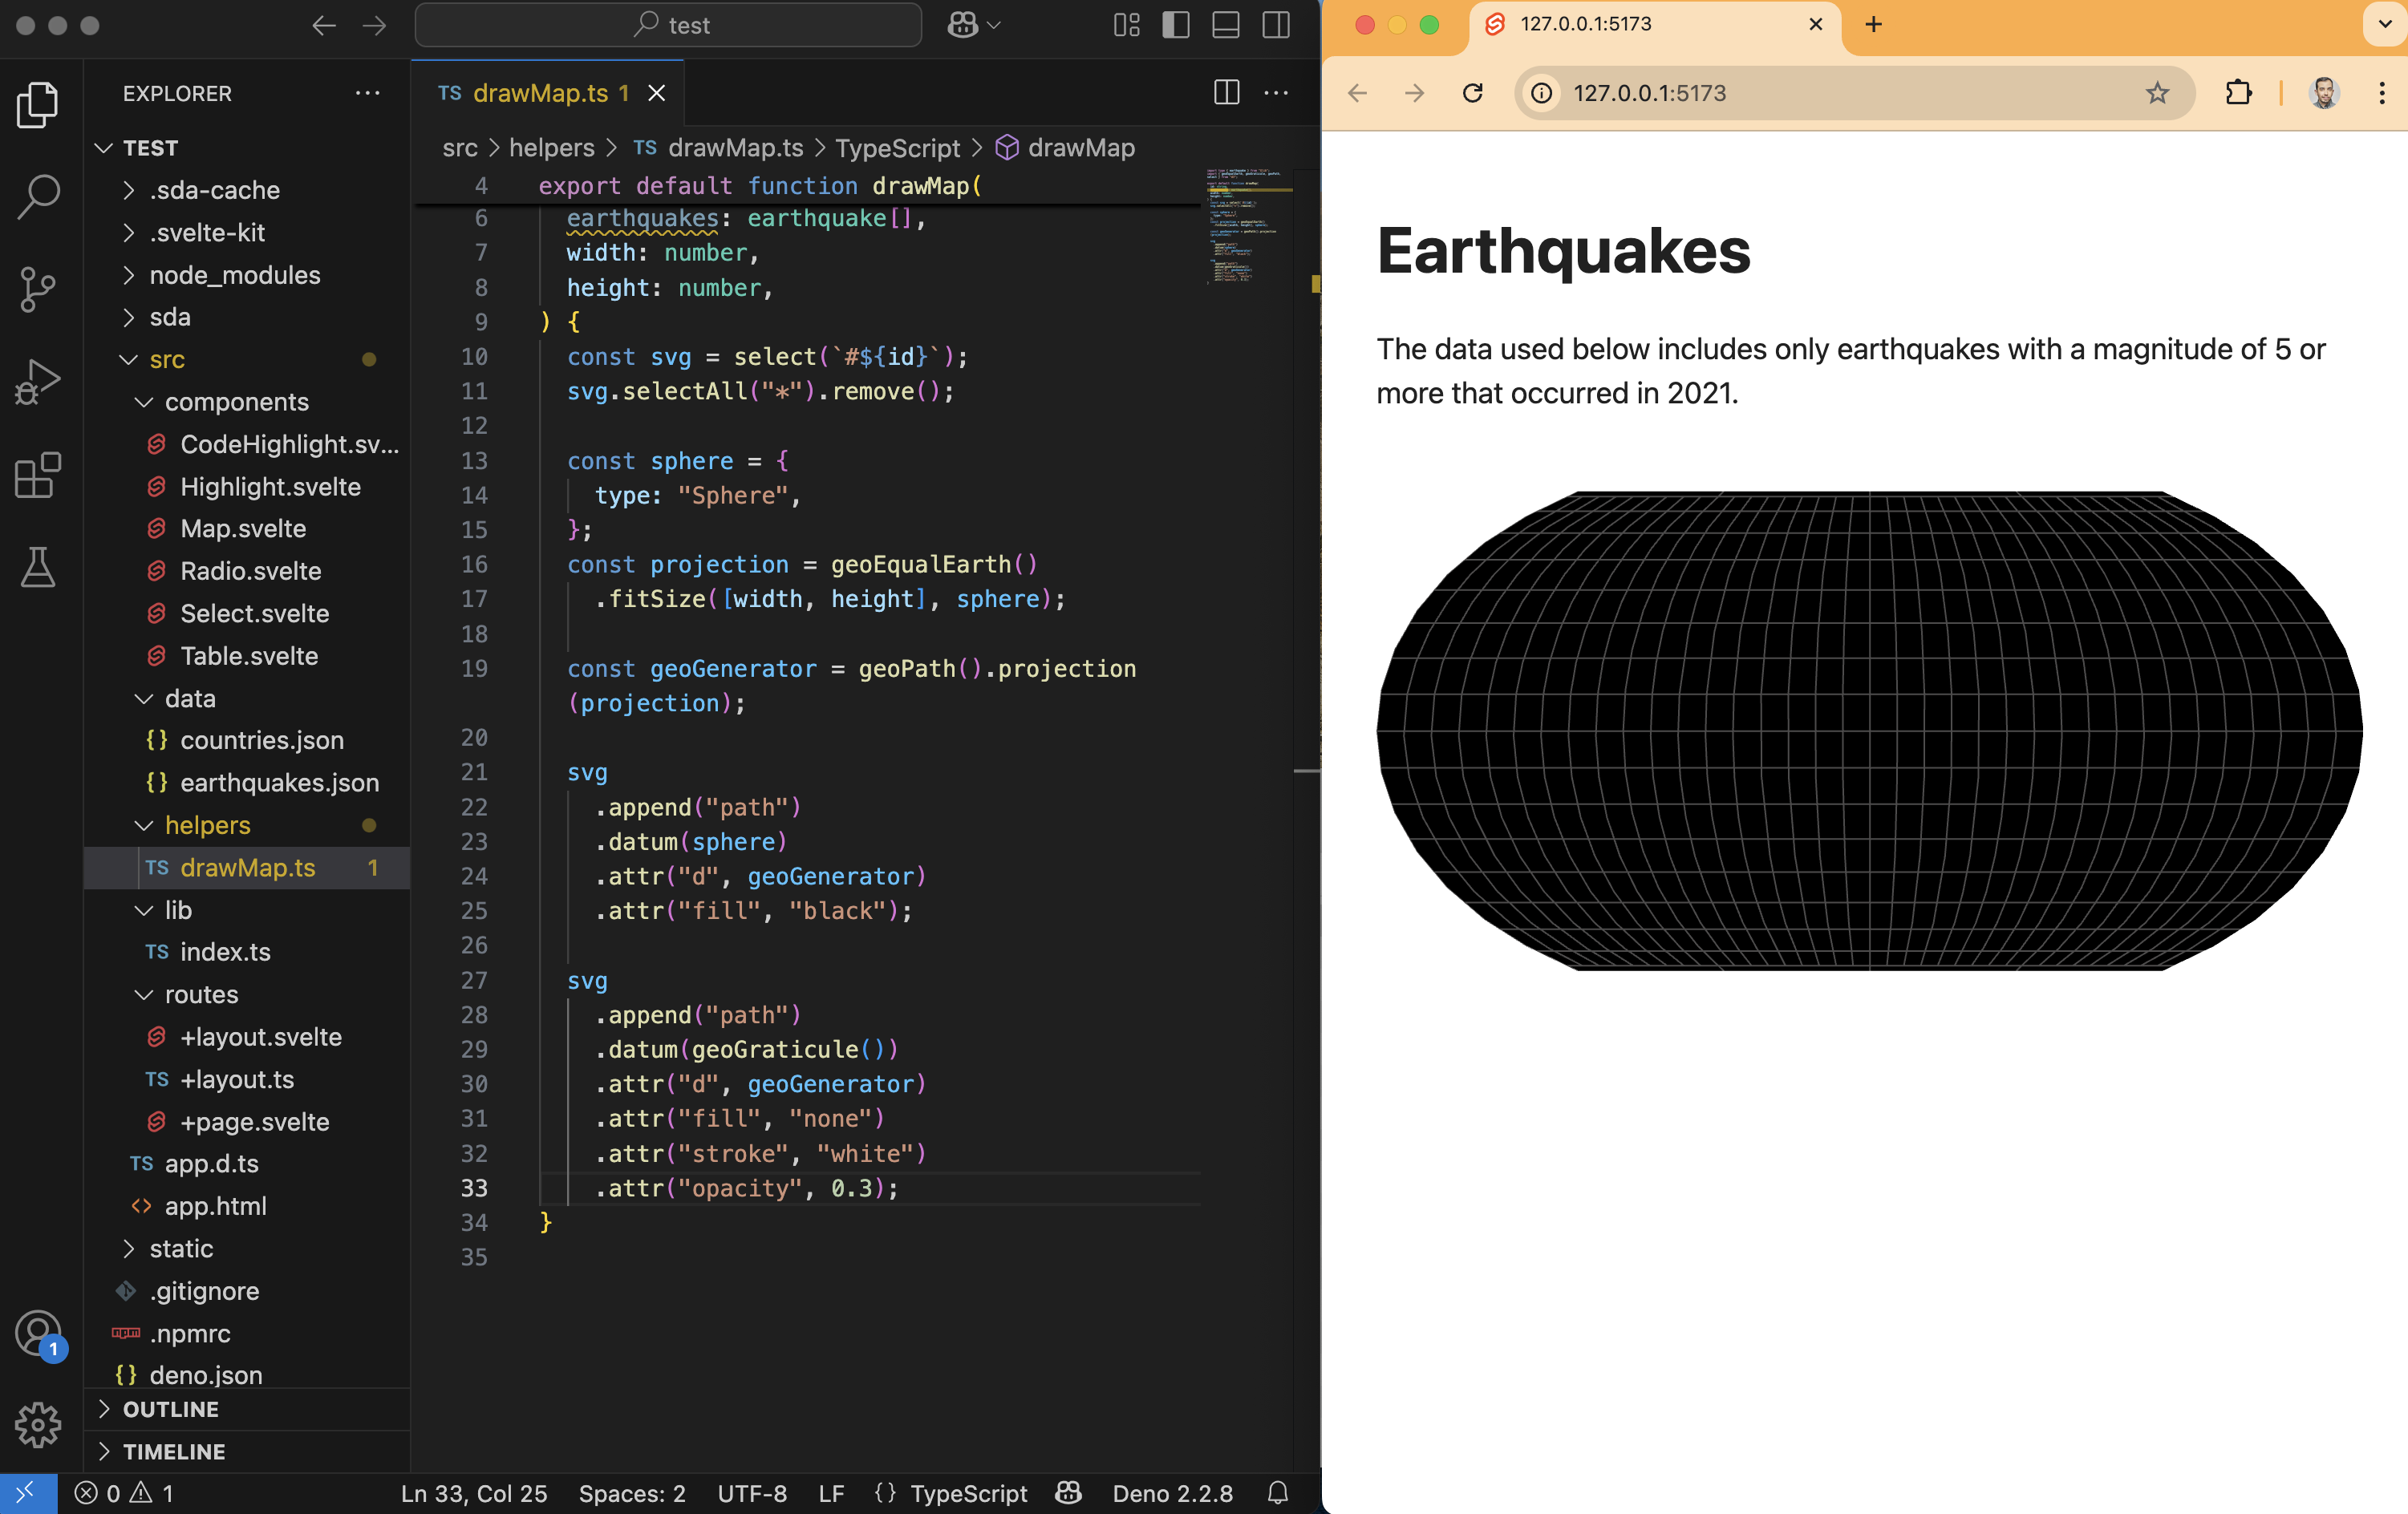 test
EXPLORER
TEST
.sda-cache
.svelte-kit
node_modules
sda
src
components
CodeHighlight.sv...
Highlight.svelte
Map.svelte
Radio.svelte
Select.svelte
Table.svelte
data
{} countries.json
{} earthquakes.json
helpers
TS drawMap.ts 1
lib
TS index.ts
routes
+layout.svelte
TS +layout.ts
+page.svelte
TS app.d.ts
<> app.html
static
.gitignore
npm .npmrc
{} deno.json
OUTLINE
TIMELINE
1
TS drawMap.ts 1
src > helpers > TS drawMap.ts > TypeScript > drawMap
4 export default function drawMap(
6 earthquakes: earthquake[],
7 width: number,
8 height: number,
9 ) {
10 const svg = select(`#${id}`);
11 svg.selectAll("*").remove();
12
13 const sphere = {
14 type: "Sphere",
15 };
16 const projection = geoEqualEarth()
17 .fitSize([width, height], sphere);
18
19 const geoGenerator = geoPath().projection
(projection);
20
21 svg
22 .append("path")
23 .datum(sphere)
24 .attr("d", geoGenerator)
25 .attr("fill", "black");
26
27 svg
28 .append("path")
29 .datum(geoGraticule())
30 .attr("d", geoGenerator)
31 .attr("fill", "none")
32 .attr("stroke", "white")
33 .attr("opacity", 0.3);
34 }
35
0 1 Ln 33, Col 25 Spaces: 2 UTF-8 LF {} TypeScript Deno 2.2.8
127.0.0.1:5173
127.0.0.1:5173
Earthquakes
The data used below includes only earthquakes with a magnitude of 5 or
more that occurred in 2021.